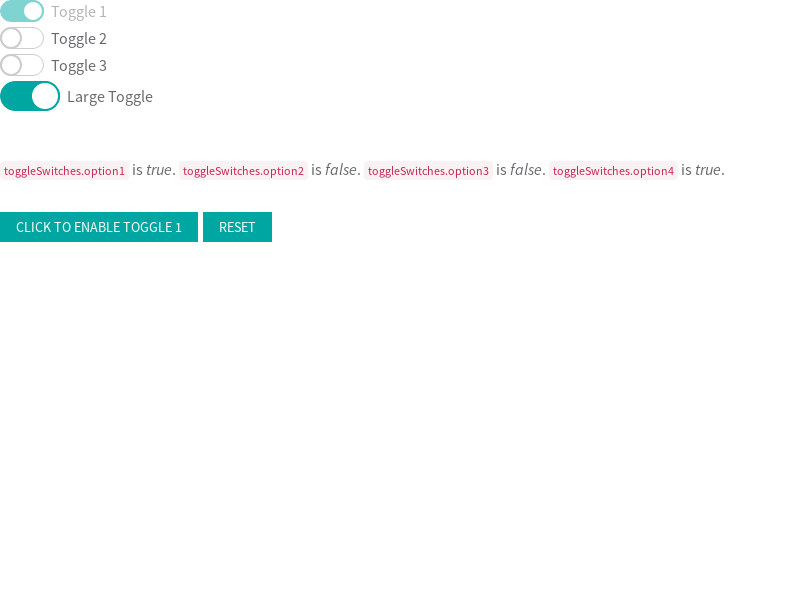 Toggle 1
Toggle 2
Toggle 3
Large Toggle
toggleSwitches.option1 is true. toggleSwitches.option2 is false. toggleSwitches.option3 is false. toggleSwitches.option4 is true.
CLICK TO ENABLE TOGGLE 1 RESET